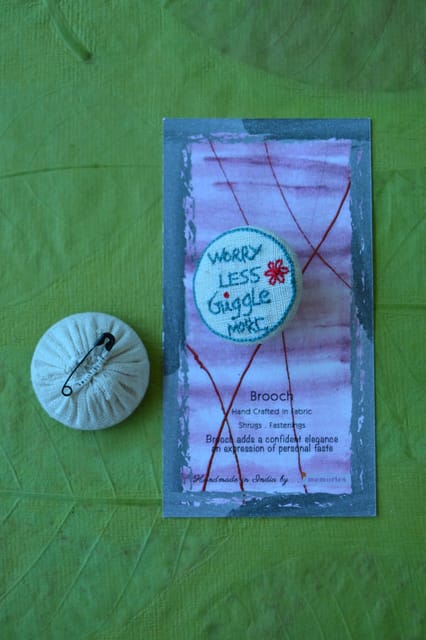 WORRY
LESS
Giggle
MORE
Brooch
Hand Crafted in Fabric
Shrugs . Fastenings
Brooch adds a confident elegance
an expression of personal taste
Handmade in India by memories